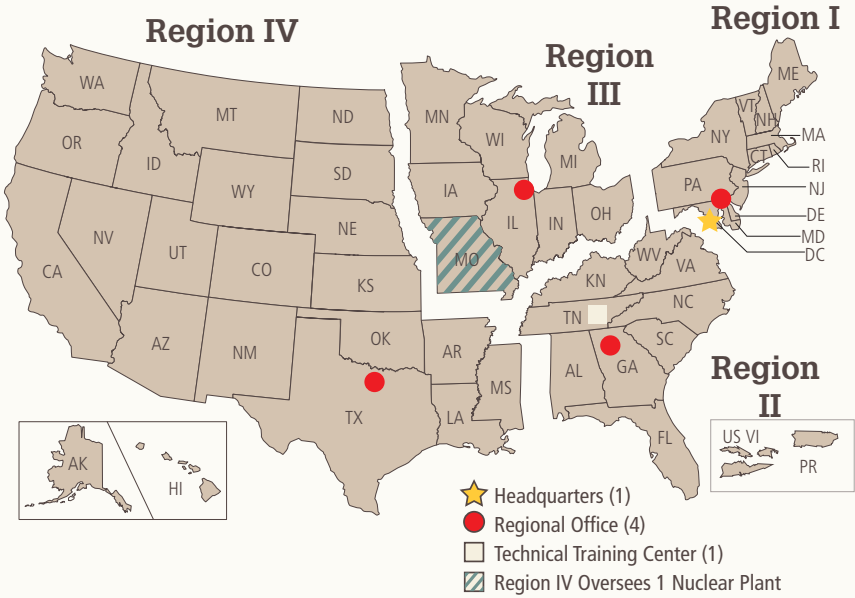 Region IV
Region I
Region
III
WA
MT
ND
MN
ME
VT
NH
OR
ID
SD
WI
MI
NY
MA
CT
RI
WY
IA
PA
NJ
NV
UT
CO
NE
IL
IN
OH
DE
MD
DC
CA
KS
MO
WV
VA
KN
NC
AZ
NM
OK
AR
TN
SC
TX
LA
MS
AL
GA
Region
II
FL
AK
HI
US VI
PR
Headquarters (1)
Regional Office (4)
Technical Training Center (1)
Region IV Oversees 1 Nuclear Plant